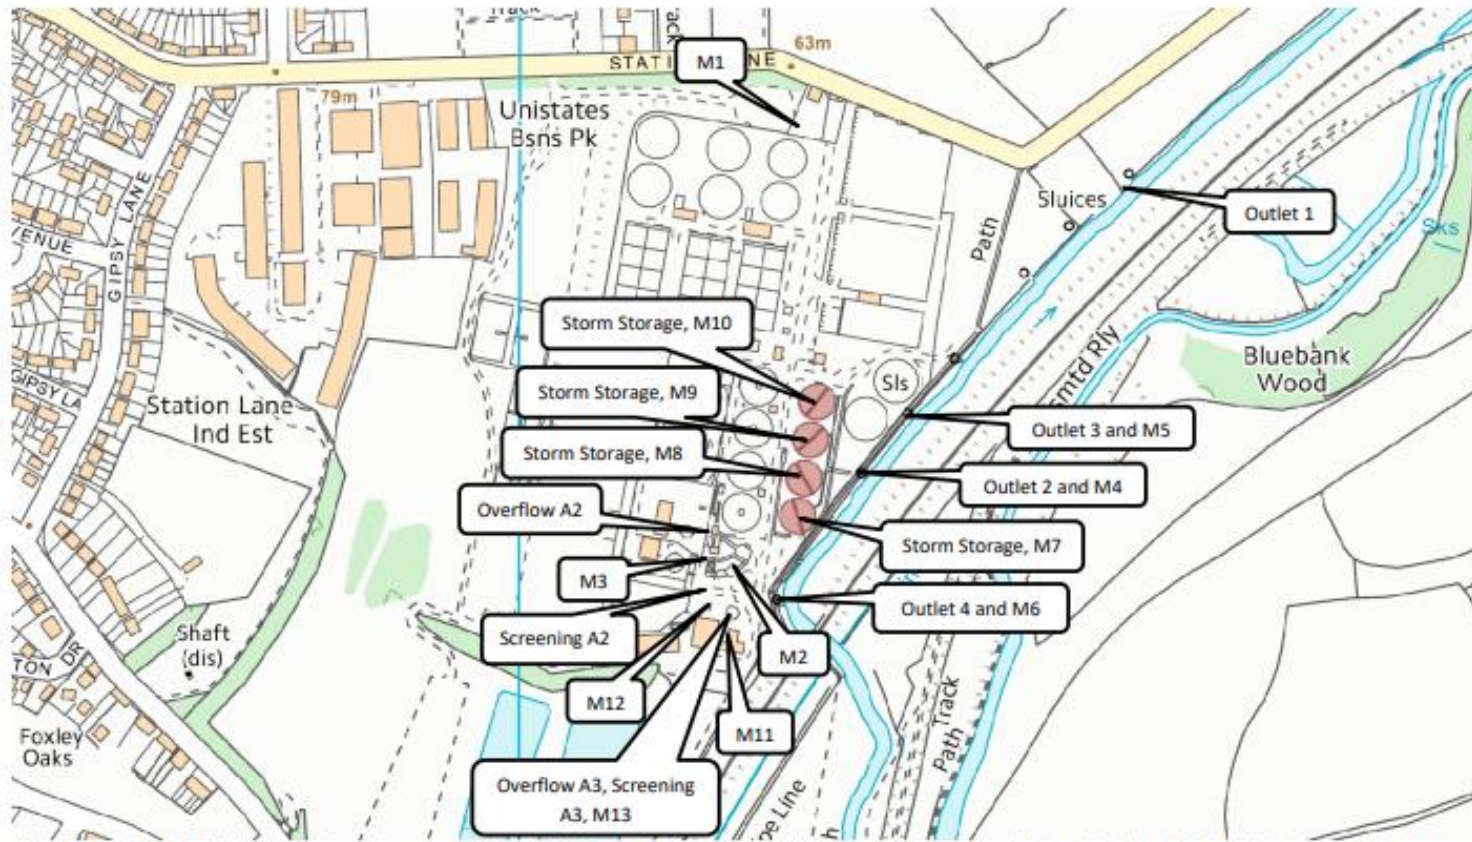 Track
Track
63m
STATI NE
M1
79m
Unistates
Bsns Pk
GIPSY LANE
VENUE
Sluices
Outlet 1
Path
Sks
Storm Storage, M10
smtd Rly
Bluebank
Wood
GIPSY LA
Station Lane
Ind Est
Storm Storage, M9
Sls
Outlet 3 and M5
Storm Storage, M8
Outlet 2 and M4
Overflow A2
Storm Storage, M7
M3
Outlet 4 and M6
Shaft
(dis)
Screening A2
M2
TON DR
M12
M11
Foxley
Oaks
Path Track
Overflow A3, Screening
A3, M13
pe Line
h